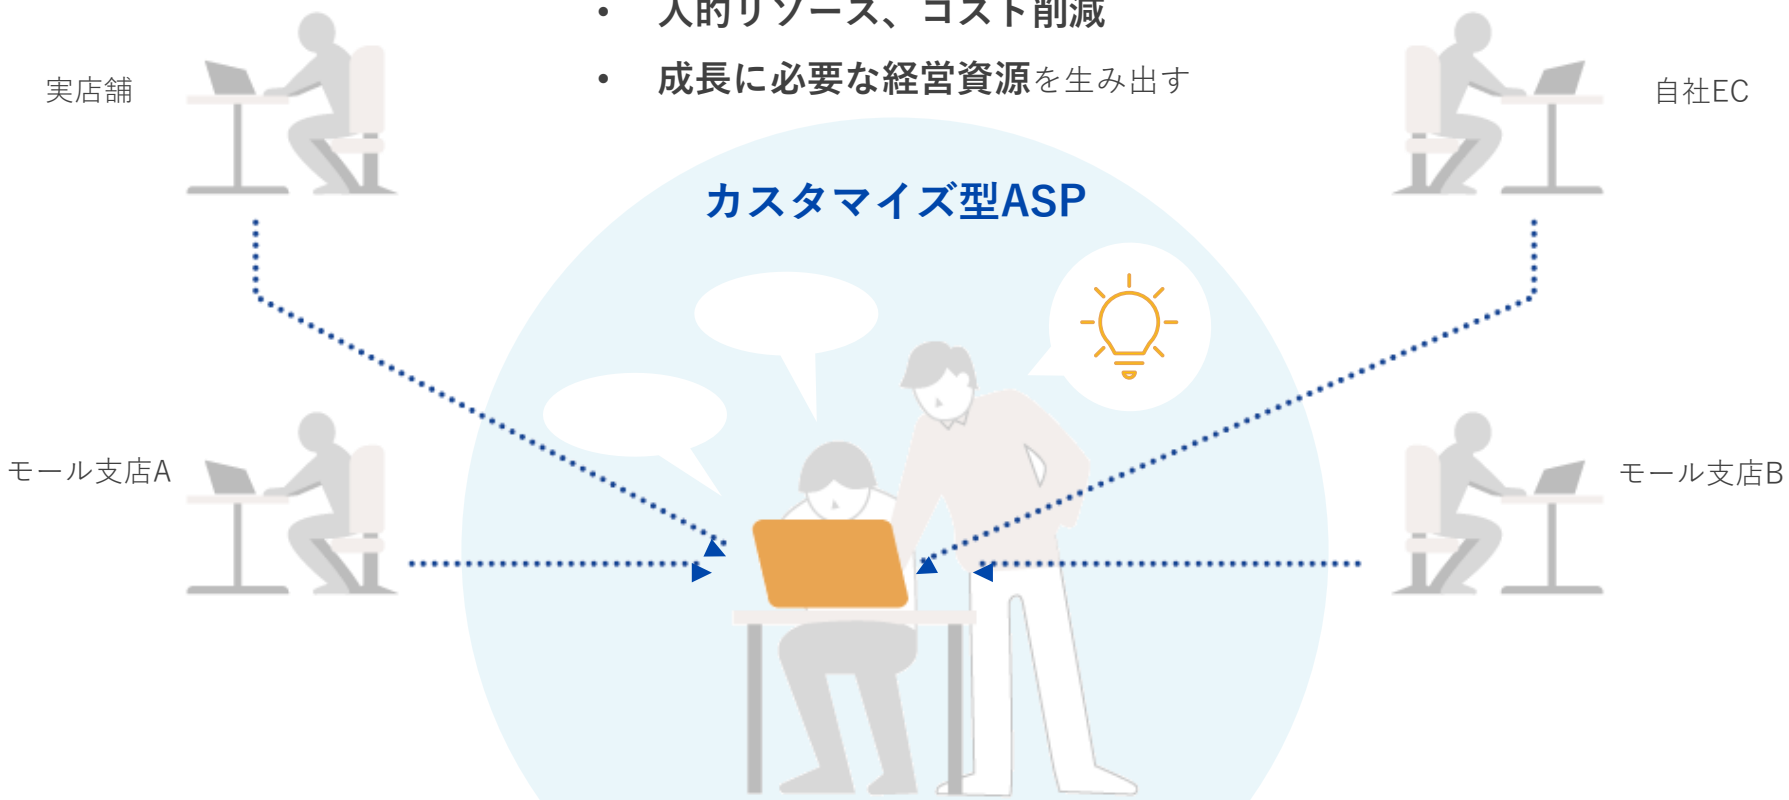 • 人的リソース、コスト削減
• 成長に必要な経営資源を生み出す
実店舗
自社EC
カスタマイズ型ASP
モール支店A
モール支店B